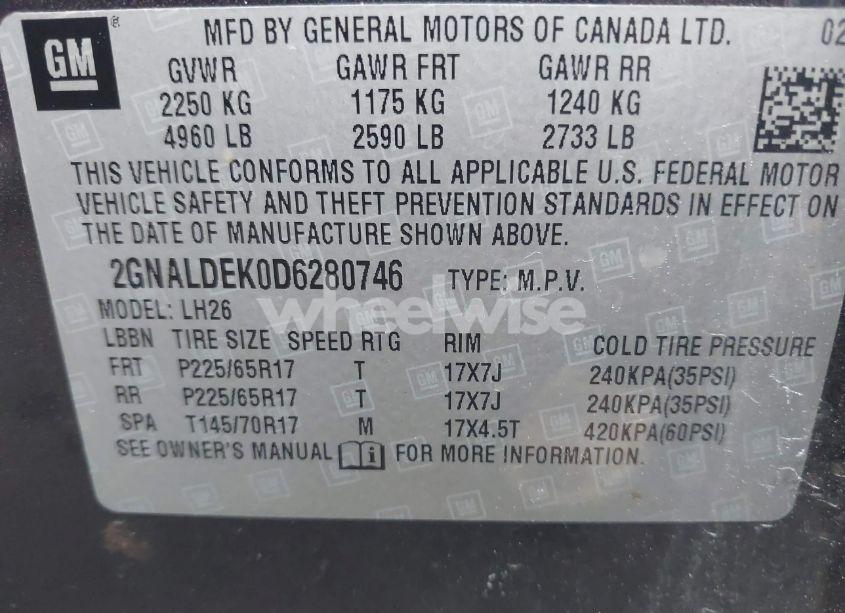 GM ® MFD BY GENERAL MOTORS OF CANADA LTD. 02
GVWR GAWR FRT GAWR RR
2250 KG 1175 KG 1240 KG
4960 LB 2590 LB 2733 LB
THIS VEHICLE CONFORMS TO ALL APPLICABLE U.S. FEDERAL MOTOR
VEHICLE SAFETY AND THEFT PREVENTION STANDARDS IN EFFECT ON
THE DATE OF MANUFACTURE SHOWN ABOVE.
2GNALDEK0D6280746 TYPE: M.P.V.
MODEL: LH26
wheelwise
LBBN TIRE SIZE SPEED RTG RIM COLD TIRE PRESSURE
FRT P225/65R17 T 17X7J 240KPA(35PSI)
RR P225/65R17 T 17X7J 240KPA(35PSI)
SPA T145/70R17 M 17X4.5T 420KPA(60PSI)
SEE OWNER'S MANUAL i FOR MORE INFORMATION.